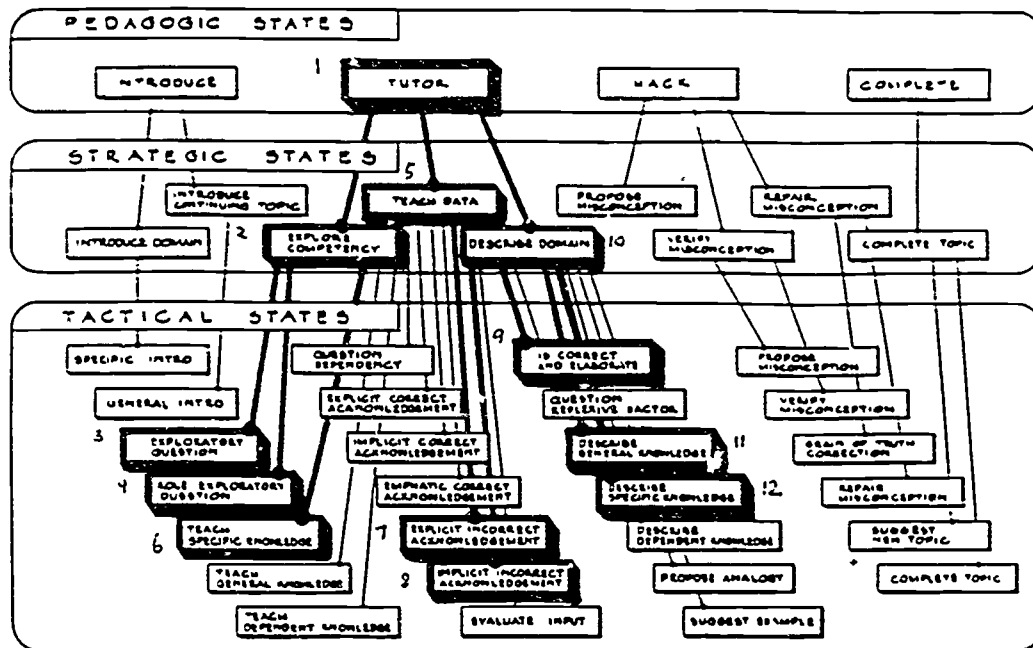 PEDAGOGIC STATES
1
INTRODUCE
TUTOR
HACK
COMPLETE
STRATEGIC STATES
5
INTRODUCE
CONTINUING TOPIC
TEACH DATA
PROPOSE
MISCONCEPTION
REPAIR
MISCONCEPTION
2
INTRODUCE DOMAIN
EXPLORE
COMPETENCY
DESCRIBE DOMAIN
10
VERIFY
MISCONCEPTION
COMPLETE TOPIC
TACTICAL STATES
9
SPECIFIC INTRO
QUESTION
DEPENDENCY
IS CORRECT
AND ELABORATE
PROPOSE
MISCONCEPTION
GENERAL INTRO
EXPLICIT CORRECT
ACKNOWLEDGEMENT
QUESTION
FACTOR
VERIFY
MISCONCEPTION
3
EXPLORATORY
QUESTION
IMPLICIT CORRECT
ACKNOWLEDGEMENT
DESCRIBE
GENERAL KNOWLEDGE
11
GRAIN OF TRUTH
CORRECTION
4
EXPLORATORY
QUESTION
EMPHATIC CORRECT
ACKNOWLEDGEMENT
DESCRIBE
SPECIFIC KNOWLEDGE
12
REPAIR
MISCONCEPTION
6
TEACH
SPECIFIC KNOWLEDGE
7
EXPLICIT INCORRECT
ACKNOWLEDGEMENT
DESCRIBE
DEPENDENT KNOWLEDGE
SUGGEST
NEW TOPIC
TEACH
GENERAL KNOWLEDGE
8
IMPLICIT INCORRECT
ACKNOWLEDGEMENT
PROPOSE ANALOGY
COMPLETE TOPIC
TEACH
DEPENDENT KNOWLEDGE
EVALUATE INPUT
SUGGEST EXAMPLE